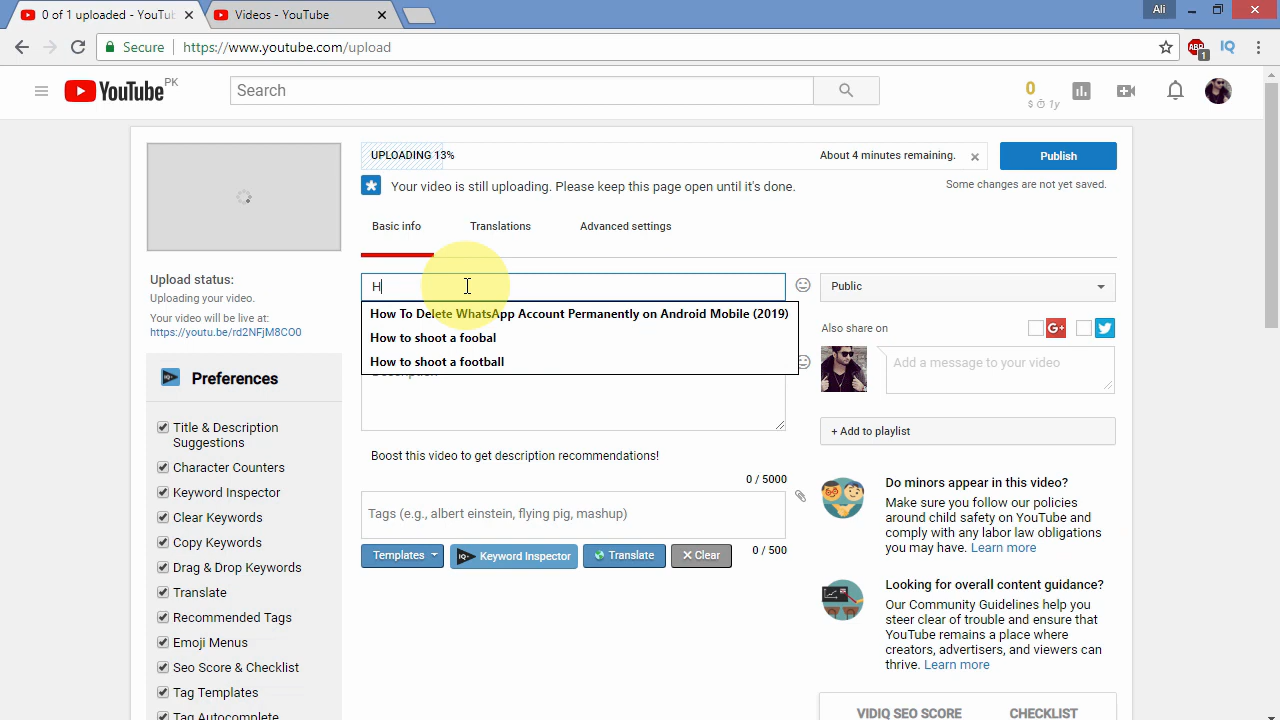 0 of 1 uploaded - YouTu
Videos - YouTube
Ali
Secure
https://www.youtube.com/upload
ABP
1
IQ
YouTube PK
Search
0
$ 1y
UPLOADING 13%
About 4 minutes remaining.
Publish
Your video is still uploading. Please keep this page open until it's done.
Some changes are not yet saved.
Basic info
Translations
Advanced settings
Upload status:
Uploading your video.
Your video will be live at:
https://youtu.be/rd2NFjM8CO0
H
How To Delete WhatsApp Account Permanently on Android Mobile (2019)
How to shoot a foobal
How to shoot a football
Public
Also share on
G+
Add a message to your video
+ Add to playlist
Boost this video to get description recommendations!
0 / 5000
Tags (e.g., albert einstein, flying pig, mashup)
Templates
IQ
Keyword Inspector
Translate
Clear
0 / 500
IQ
Preferences
Title & Description
Suggestions
Character Counters
Keyword Inspector
Clear Keywords
Copy Keywords
Drag & Drop Keywords
Translate
Recommended Tags
Emoji Menus
Seo Score & Checklist
Tag Templates
Tag Autocomplete
Do minors appear in this video?
Make sure you follow our policies
around child safety on YouTube and
comply with any labor law obligations
you may have. Learn more
Looking for overall content guidance?
Our Community Guidelines help you
steer clear of trouble and ensure that
YouTube remains a place where
creators, advertisers, and viewers can
thrive. Learn more
VIDIQ SEO SCORE
CHECKLIST